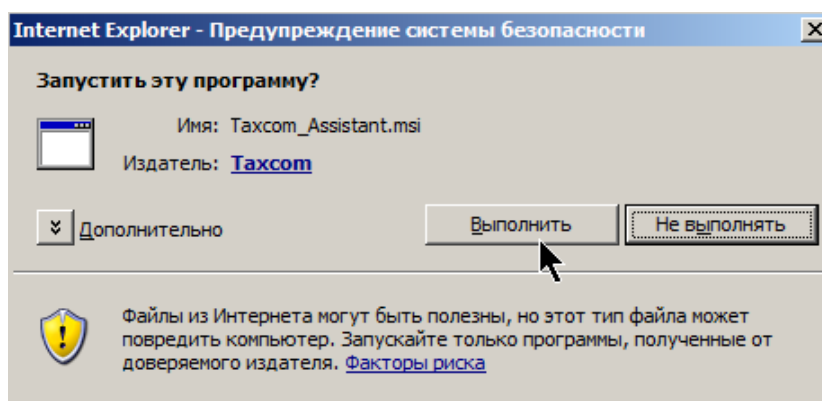 Internet Explorer - Предупреждение системы безопасности
Запустить эту программу?
Имя: Taxcom_Assistant.msi
Издатель: Taxcom
Дополнительно
Выполнить
Не выполнять
Файлы из Интернета могут быть полезны, но этот тип файла может
повредить компьютер. Запускайте только программы, полученные от
доверяемого издателя. Факторы риска